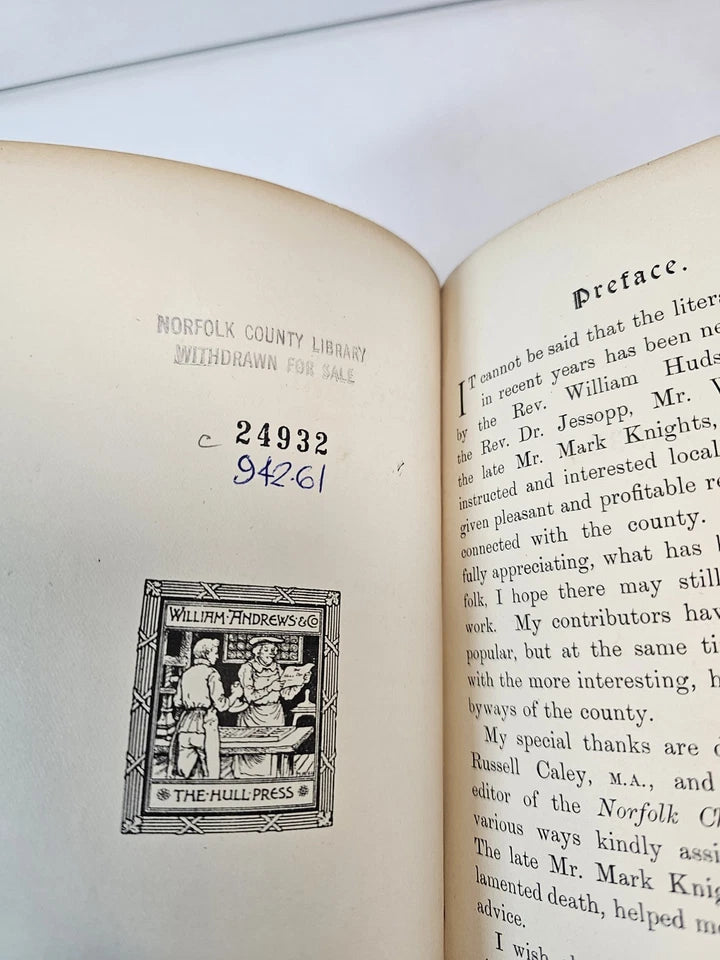 NORFOLK COUNTY LIBRARY
WITHDRAWN FOR SALE
c 24932
942.61
WILLIAM·ANDREWS&Co
THE·HULL·PRESS
Preface.
IT cannot be said that the litera
in recent years has been ne
by the Rev. William Huds
the Rev. Dr. Jessopp, Mr. W
the late Mr. Mark Knights,
instructed and interested local
given pleasant and profitable re
connected with the county.
fully appreciating, what has
folk, I hope there may still
work. My contributors hav
popular, but at the same ti
with the more interesting, h
byways of the county.
My special thanks are d
Russell Caley, M.A., and
editor of the Norfolk Ch
various ways kindly assi
The late Mr. Mark Knig
lamented death, helped me
advice.
I wish